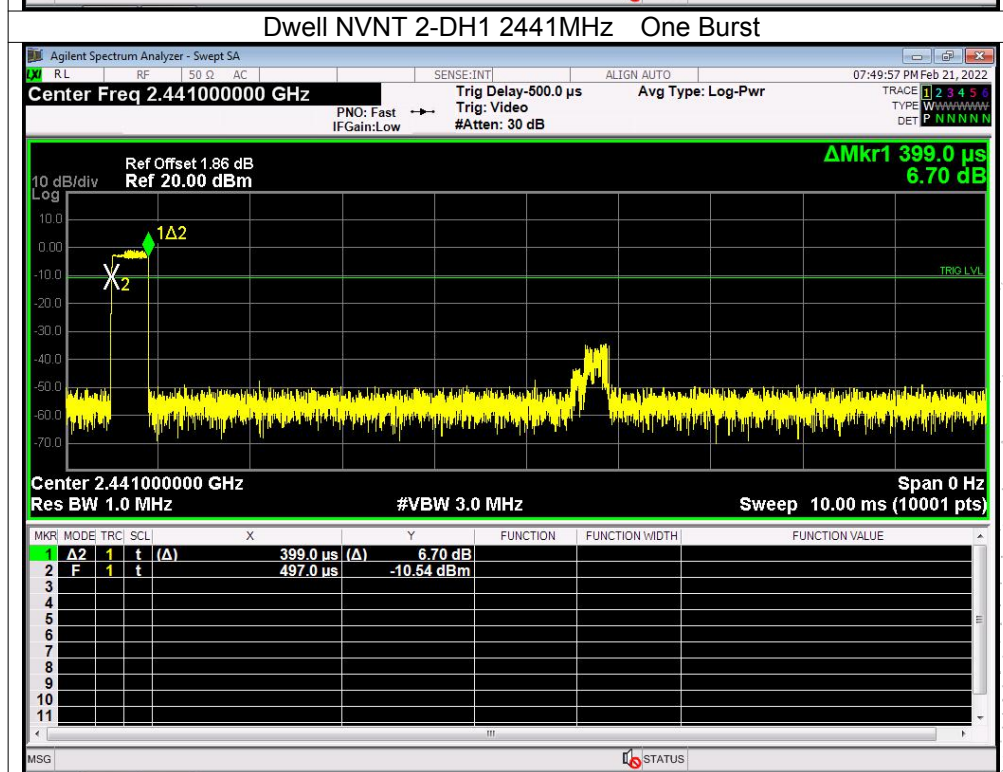 Dwell NVNT 2-DH1 2441MHz One Burst
Agilent Spectrum Analyzer - Swept SA
LXI RL RF 50 Ω AC SENSE:INT ALIGN AUTO 07:49:57 PM Feb 21, 2022
Center Freq 2.441000000 GHz Trig Delay-500.0 µs Avg Type: Log-Pwr TRACE 1 2 3 4 5 6
PNO: Fast Trig: Video TYPE WWWWWW
IFGain:Low #Atten: 30 dB DET P N N N N N
Ref Offset 1.86 dB ΔMkr1 399.0 µs
10 dB/div Ref 20.00 dBm 6.70 dB
Log
10.0
1Δ2
0.00
-10.0 2 TRIG LVL
-20.0
-30.0
-40.0
-50.0
-60.0
-70.0
Center 2.441000000 GHz Span 0 Hz
Res BW 1.0 MHz #VBW 3.0 MHz Sweep 10.00 ms (10001 pts)
MKR MODE TRC SCL X Y FUNCTION FUNCTION WIDTH FUNCTION VALUE
1 Δ2 1 t (Δ) 399.0 µs (Δ) 6.70 dB
2 F 1 t 497.0 µs -10.54 dBm
3
4
5
6
7
8
9
10
11
MSG STATUS